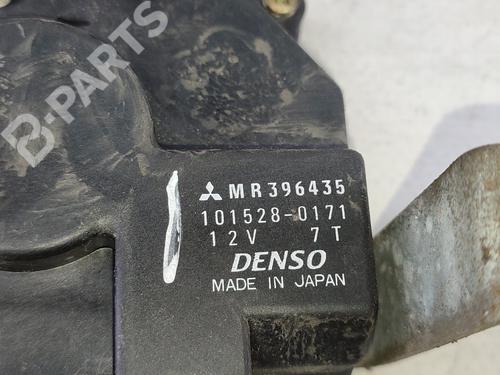 B-PARTS
MR396435
101528-0171
12V 7T
DENSO
MADE IN JAPAN